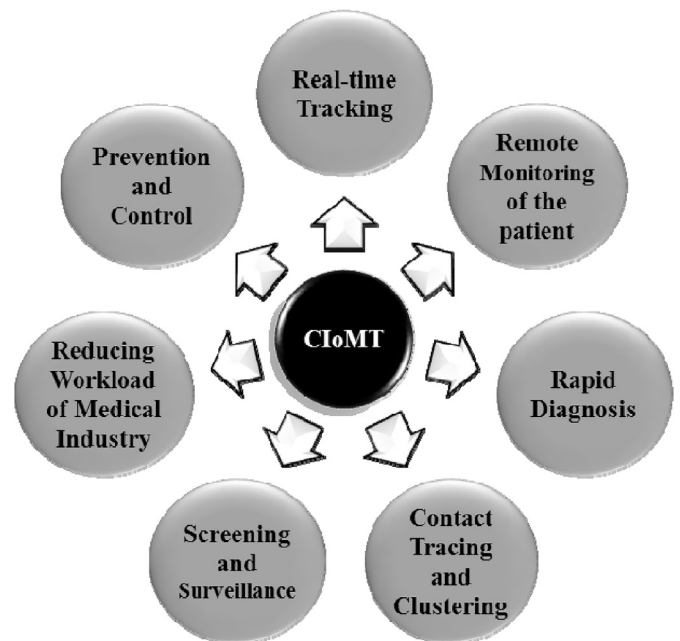 Real-time
Tracking
Remote
Monitoring
of the
patient
Rapid
Diagnosis
Contact
Tracing
and
Clustering
Screening
and
Surveillance
Reducing
Workload
of Medical
Industry
Prevention
and
Control
CIoMT